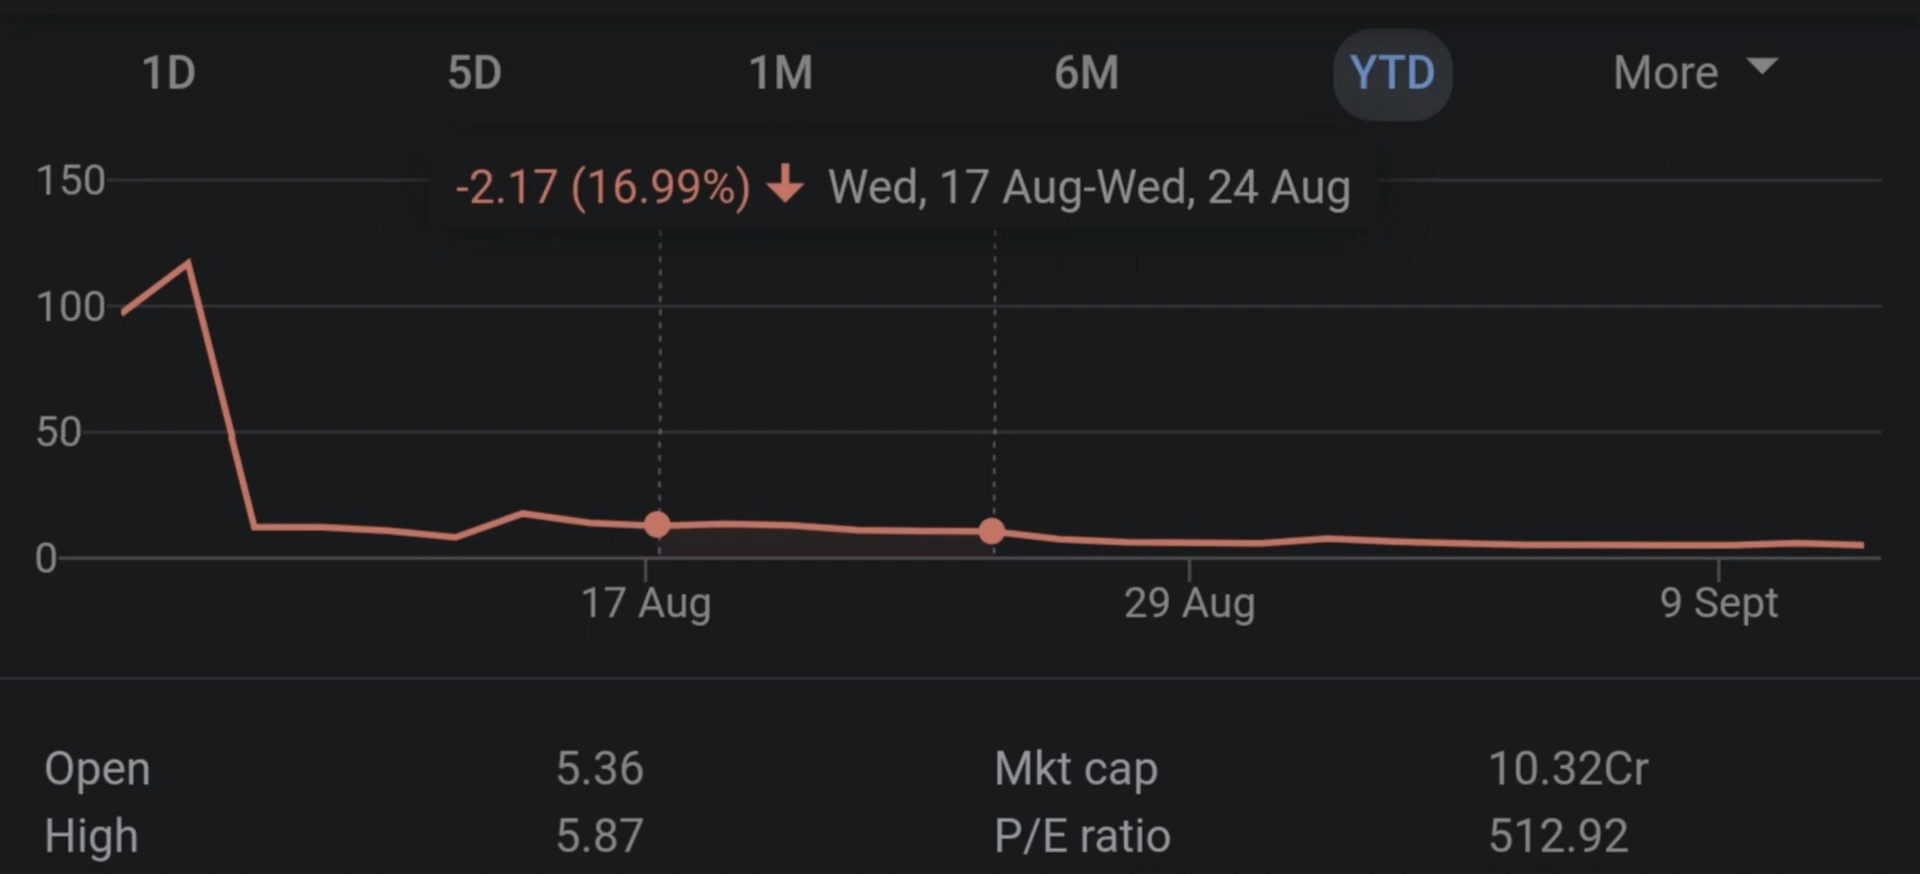 1D 5D 1M 6M YTD More
-2.17 (16.99%) Wed, 17 Aug-Wed, 24 Aug
150
100
50
0
17 Aug 29 Aug 9 Sept
Open 5.36 Mkt cap 10.32Cr
High 5.87 P/E ratio 512.92